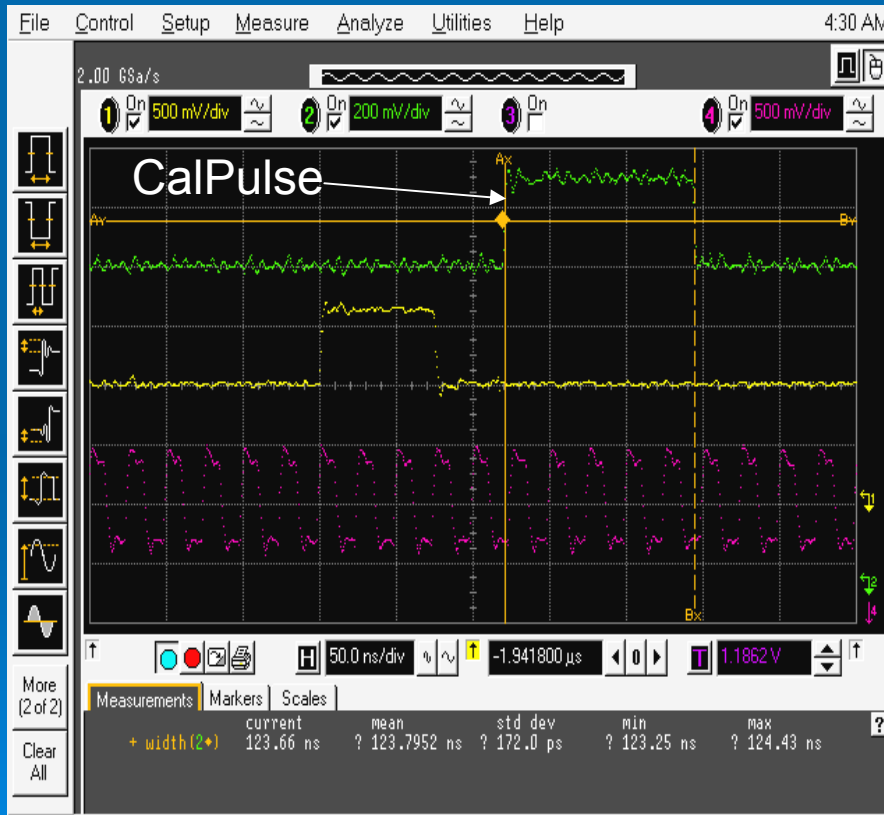 File Control Setup Measure Analyze Utilities Help 4:30 AM
2.00 GSa/s
1 On 500 mV/div 2 On 200 mV/div 3 On 4 On 500 mV/div
Ax
CalPulse
Ay By
1
2
4
Bx
H 50.0 ns/div -1.941800 µs 0 T 1.1862 V
More
(2 of 2)
Clear
All
Measurements Markers Scales
current mean std dev min max
+ width(2♦) 123.66 ns ? 123.7952 ns ? 172.0 ps ? 123.25 ns ? 124.43 ns
?